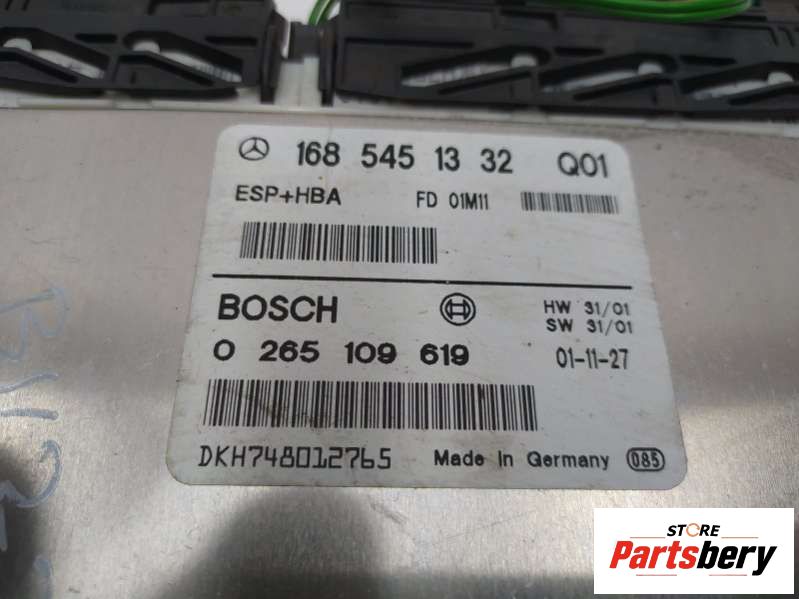 168 545 13 32 Q01
ESP+HBA FD 01M11
BOSCH HW 31/01
SW 31/01
0 265 109 619 01-11-27
DKH748012765 Made In Germany 085
STORE
Partsbery